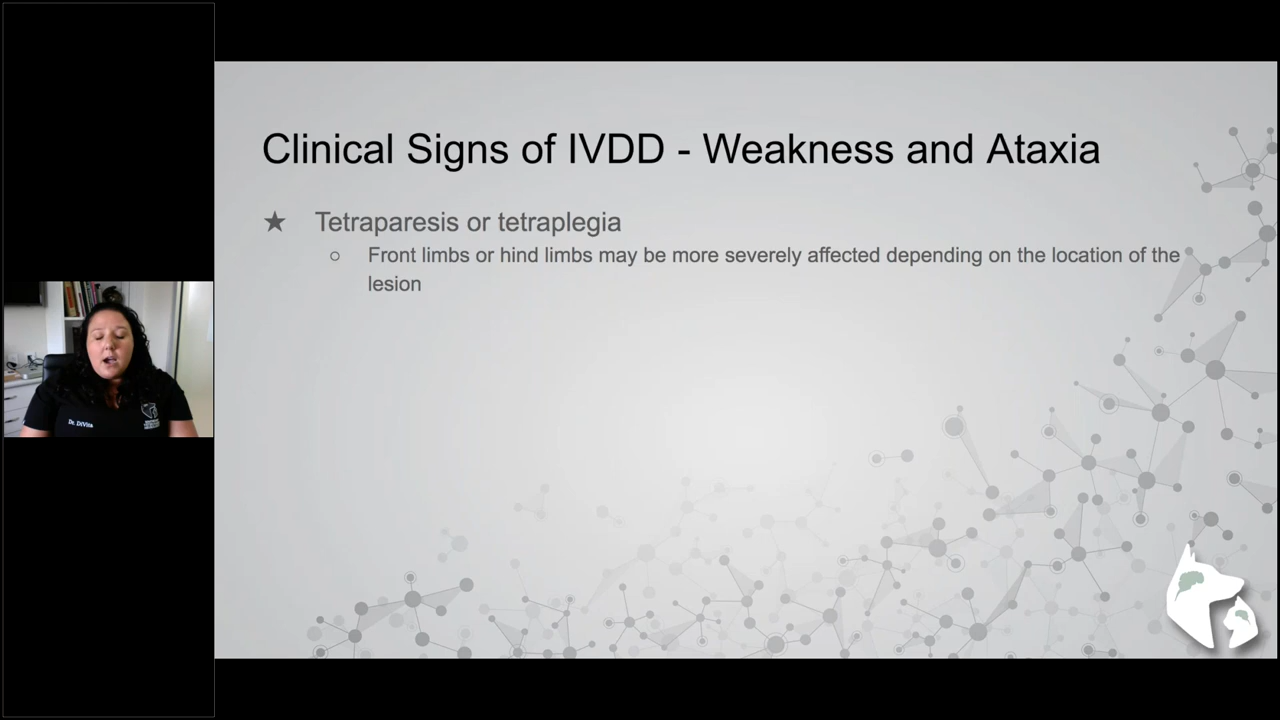 Clinical Signs of IVDD - Weakness and Ataxia
★ Tetraparesis or tetraplegia
○ Front limbs or hind limbs may be more severely affected depending on the location of the
lesion
Dr. DiVita